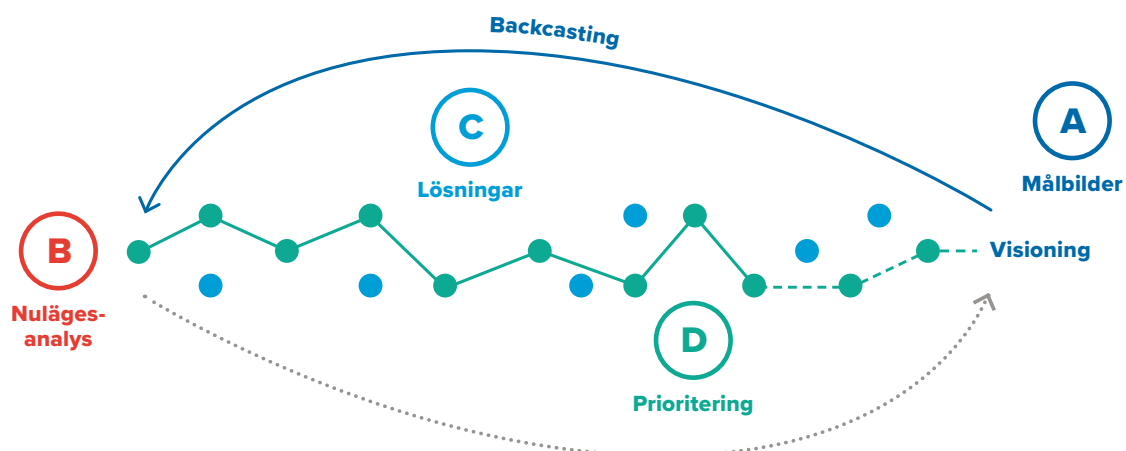 Backcasting
A
C
Målbilder
Lösningar
B
Visioning
Nuläges-
analys
D
Prioritering